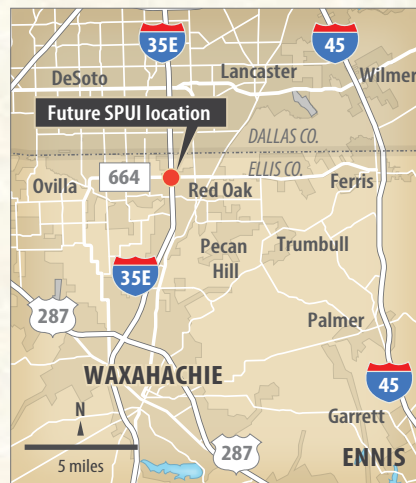 35E
45
DeSoto
Lancaster
Wilmer
Future SPUI location
DALLAS CO.
ELLIS CO.
664
Ovilla
Red Oak
Ferris
Pecan
Hill
Trumbull
35E
287
Palmer
WAXAHACHIE
45
N
Garrett
5 miles
287
ENNIS